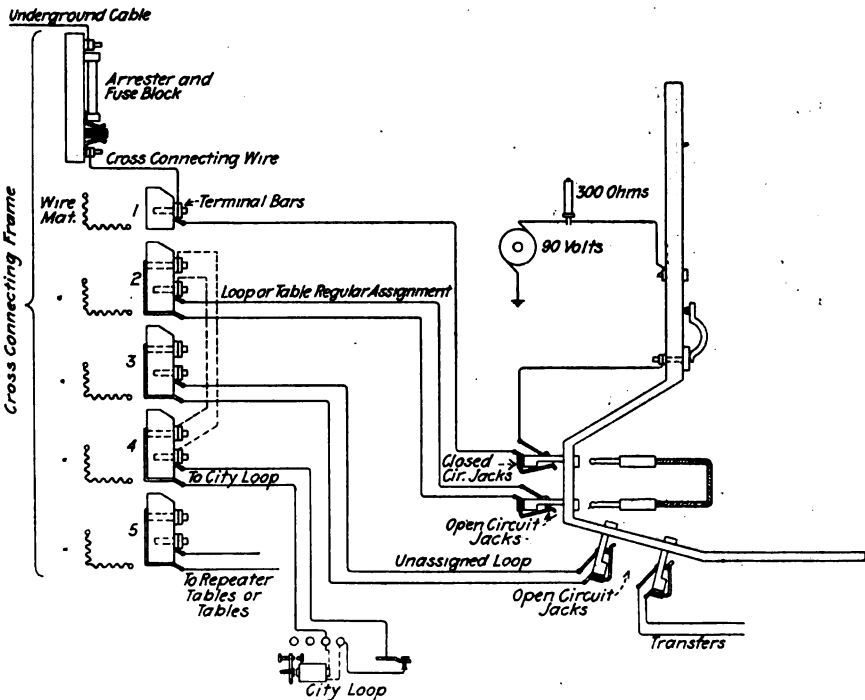 Underground Cable
Arrester and
Fuse Block
Cross Connecting Wire
Wire
Mat.
Terminal Bars
1
300 Ohms
90 Volts
2
Loop or Table Regular Assignment
Cross Connecting Frame
3
4
To City Loop
Closed
Cir. Jacks
Open Circuit
Jacks
5
Unassigned Loop
To Repeater
Tables or
Tables
Open Circuit
Jacks
Transfers
City Loop